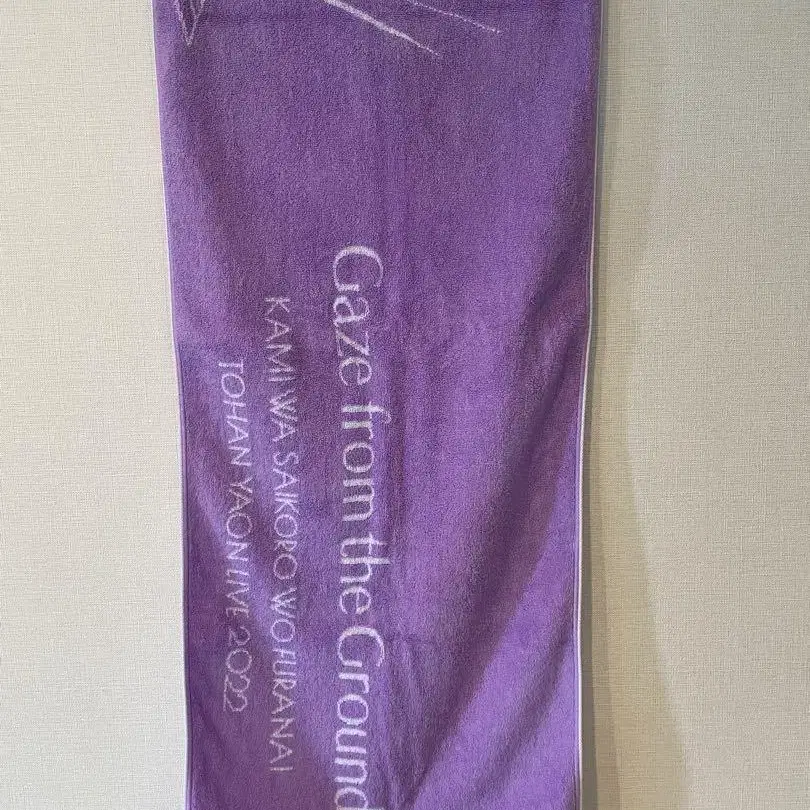 Gaze from the Ground
KAMI WA SAIKORO WO FURANAI
TOHAN YAON LIVE 2022